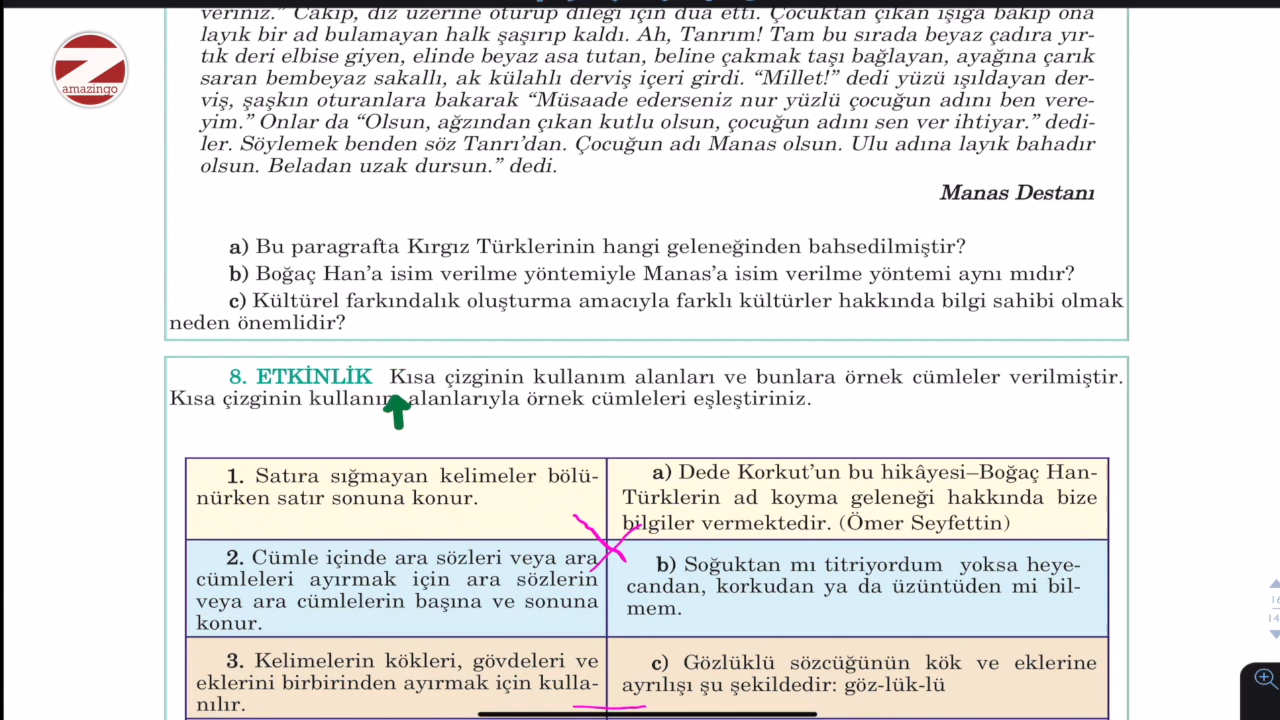 veriniz.” Çakıp, diz üzerine oturup dileği için dua etti. Çocuktan çıkan ışığa bakıp ona
layık bir ad bulamayan halk şaşırıp kaldı. Ah, Tanrım! Tam bu sırada beyaz çadıra yır-
tık deri elbise giyen, elinde beyaz asa tutan, beline çakmak taşı bağlayan, ayağına çarık
saran bembeyaz sakallı, ak külahlı derviş içeri girdi. “Millet!” dedi yüzü ışıldayan der-
viş, şaşkın oturanlara bakarak “Müsaade ederseniz nur yüzlü çocuğun adını ben vere-
yim.” Onlar da “Olsun, ağzından çıkan kutlu olsun, çocuğun adını sen ver ihtiyar.” dedi-
ler. Söylemek benden söz Tanrı’dan. Çocuğun adı Manas olsun. Ulu adına layık bahadır
olsun. Beladan uzak dursun.” dedi.
Manas Destanı
amazingo
a) Bu paragrafta Kırgız Türklerinin hangi geleneğinden bahsedilmiştir?
b) Boğaç Han’a isim verilme yöntemiyle Manas’a isim verilme yöntemi aynı mıdır?
c) Kültürel farkındalık oluşturma amacıyla farklı kültürler hakkında bilgi sahibi olmak
neden önemlidir?
8. ETKİNLİK Kısa çizginin kullanım alanları ve bunlara örnek cümleler verilmiştir.
Kısa çizginin kullanım alanlarıyla örnek cümleleri eşleştiriniz.
1. Satıra sığmayan kelimeler bölü-
nürken satır sonuna konur.
a) Dede Korkut’un bu hikâyesi–Boğaç Han-
Türklerin ad koyma geleneği hakkında bize
bilgiler vermektedir. (Ömer Seyfettin)
2. Cümle içinde ara sözleri veya ara
cümleleri ayırmak için ara sözlerin
veya ara cümlelerin başına ve sonuna
konur.
b) Soğuktan mı titriyordum yoksa heye-
candan, korkudan ya da üzüntüden mi bil-
mem.
3. Kelimelerin kökleri, gövdeleri ve
eklerini birbirinden ayırmak için kulla-
nılır.
c) Gözlüklü sözcüğünün kök ve eklerine
ayrılışı şu şekildedir: göz-lük-lü